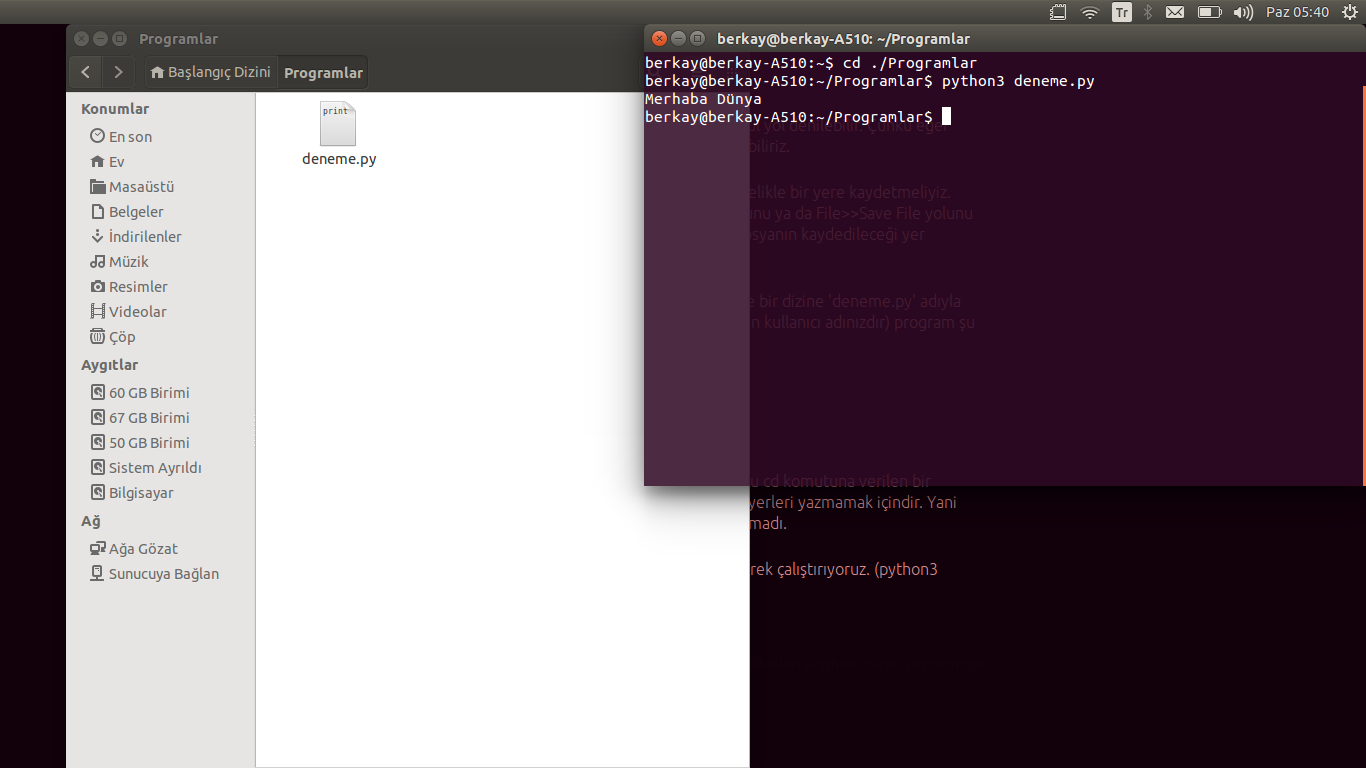 Tr
Paz 05:40
Programlar
Başlangıç Dizini
Programlar
Konumlar
En son
Ev
Masaüstü
Belgeler
İndirilenler
Müzik
Resimler
Videolar
Çöp
Aygıtlar
60 GB Birimi
67 GB Birimi
50 GB Birimi
Sistem Ayrıldı
Bilgisayar
Ağ
Ağa Gözat
Sunucuya Bağlan
print
deneme.py
berkay@berkay-A510: ~/Programlar
berkay@berkay-A510:~$ cd ./Programlar
berkay@berkay-A510:~/Programlar$ python3 deneme.py
Merhaba Dünya
berkay@berkay-A510:~/Programlar$
yol denilebilir. Çünkü eğer
biliriz.
elikle bir yere kaydetmeliyiz.
unu ya da File>>Save File yolunu
osyanın kaydedileceği yer
e bir dizine 'deneme.py' adıyla
n kullanıcı adınızdır) program şu
u cd komutuna verilen bir
yerleri yazmamak içindir. Yani
madı.
rek çalıştırıyoruz. (python3